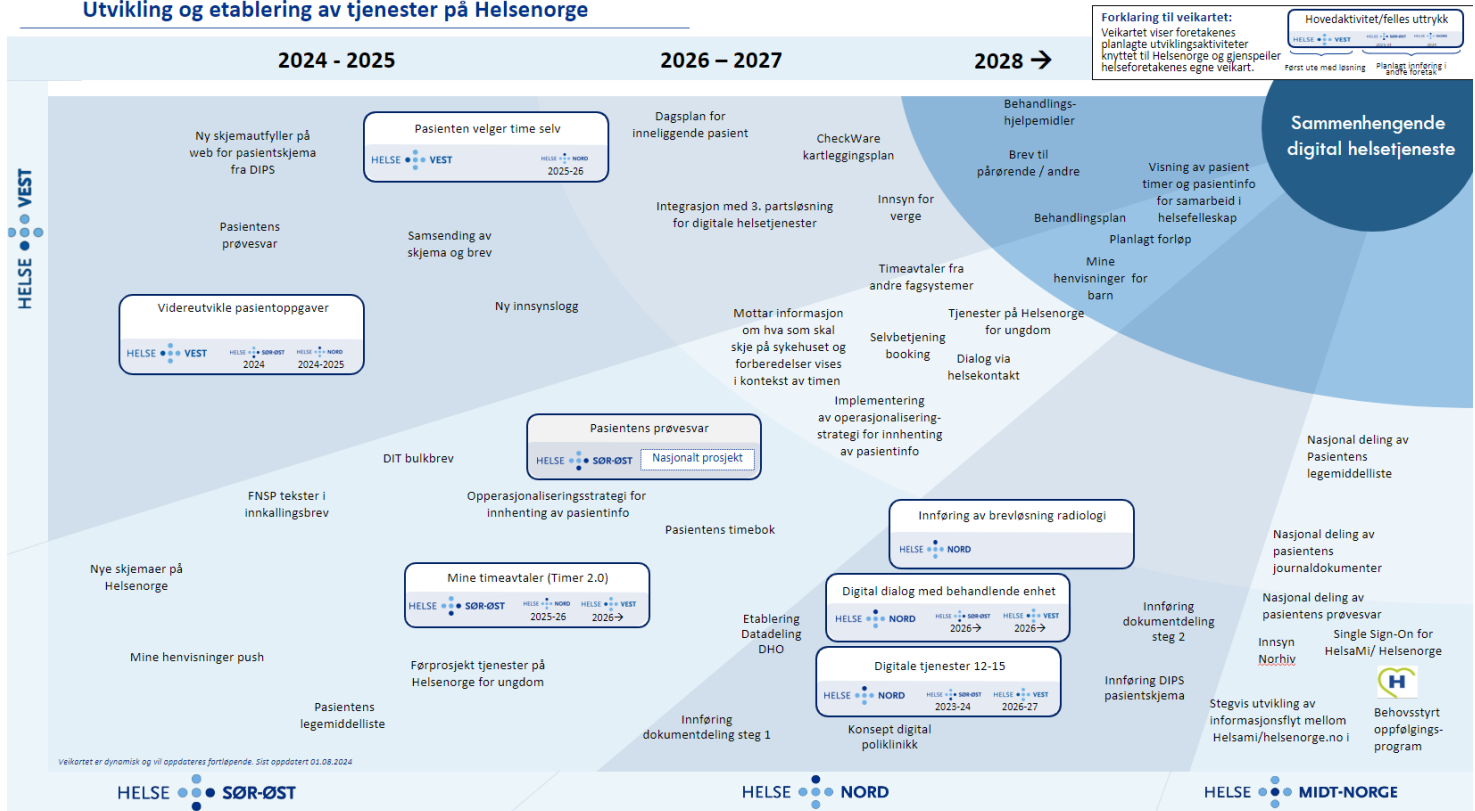 Utvikling og etablering av tjenester på Helsenorge
Forklaring til veikartet:
Veikartet viser foretakenes
planlagte utviklingsaktiviteter
knyttet til Helsenorge og gjenspeiler
helseforetakenes egne veikart.
Hovedaktivitet/felles uttrykk
HELSE VEST
HELSE SØR-ØST
HELSE NORD
2023-24
2025
Først ute med løsning
Planlagt innføring i
andre foretak
2024 - 2025
2026 – 2027
2028 →
HELSE VEST
Ny skjemautfyller på
web for pasientskjema
fra DIPS
Pasienten velger time selv
HELSE VEST
HELSE NORD
2025-26
Dagsplan for
inneliggende pasient
CheckWare
kartleggingsplan
Behandlings-
hjelpemidler
Brev til
pårørende / andre
Sammenhengende
digital helsetjeneste
Visning av pasient
timer og pasientinfo
for samarbeid i
helsefelleskap
Pasientens
prøvesvar
Samsending av
skjema og brev
Integrasjon med 3. partsløsning
for digitale helsetjenester
Innsyn for
verge
Behandlingsplan
Planlagt forløp
Mine
henvisninger for
barn
Timeavtaler fra
andre fagsystemer
Videreutvikle pasientoppgaver
HELSE VEST
HELSE SØR-ØST
2024
HELSE NORD
2024-2025
Ny innsynslogg
Mottar informasjon
om hva som skal
skje på sykehuset og
forberedelser vises
i kontekst av timen
Selvbetjening
booking
Tjenester på Helsenorge
for ungdom
Dialog via
helsekontakt
Implementering
av operasjonalisering-
strategi for innhenting
av pasientinfo
Pasientens prøvesvar
HELSE SØR-ØST
Nasjonalt prosjekt
DIT bulkbrev
FNSP tekster i
innkallingsbrev
Opperasjonaliseringsstrategi for
innhenting av pasientinfo
Pasientens timebok
Nasjonal deling av
Pasientens
legemiddelliste
Innføring av brevløsning radiologi
HELSE NORD
Nasjonal deling av
pasientens
journaldokumenter
Nye skjemaer på
Helsenorge
Mine timeavtaler (Timer 2.0)
HELSE SØR-ØST
HELSE NORD
2025-26
HELSE VEST
2026→
Digital dialog med behandlende enhet
HELSE NORD
HELSE SØR-ØST
2026→
HELSE VEST
2026→
Etablering
Datadeling
DHO
Innføring
dokumentdeling
steg 2
Nasjonal deling av
pasientens prøvesvar
Innsyn
Norhiv
Single Sign-On for
HelsaMi/ Helsenorge
H
Mine henvisninger push
Førprosjekt tjenester på
Helsenorge for ungdom
Digitale tjenester 12-15
HELSE NORD
HELSE SØR-ØST
2023-24
HELSE VEST
2026-27
Innføring DIPS
pasientskjema
Pasientens
legemiddelliste
Innføring
dokumentdeling steg 1
Konsept digital
poliklinikk
Stegvis utvikling av
informasjonsflyt mellom
Helsami/helsenorge.no i
Behovsstyrt
oppfølgings-
program
Veikartet er dynamisk og vil oppdateres fortløpende. Sist oppdatert 01.08.2024
HELSE SØR-ØST
HELSE NORD
HELSE MIDT-NORGE